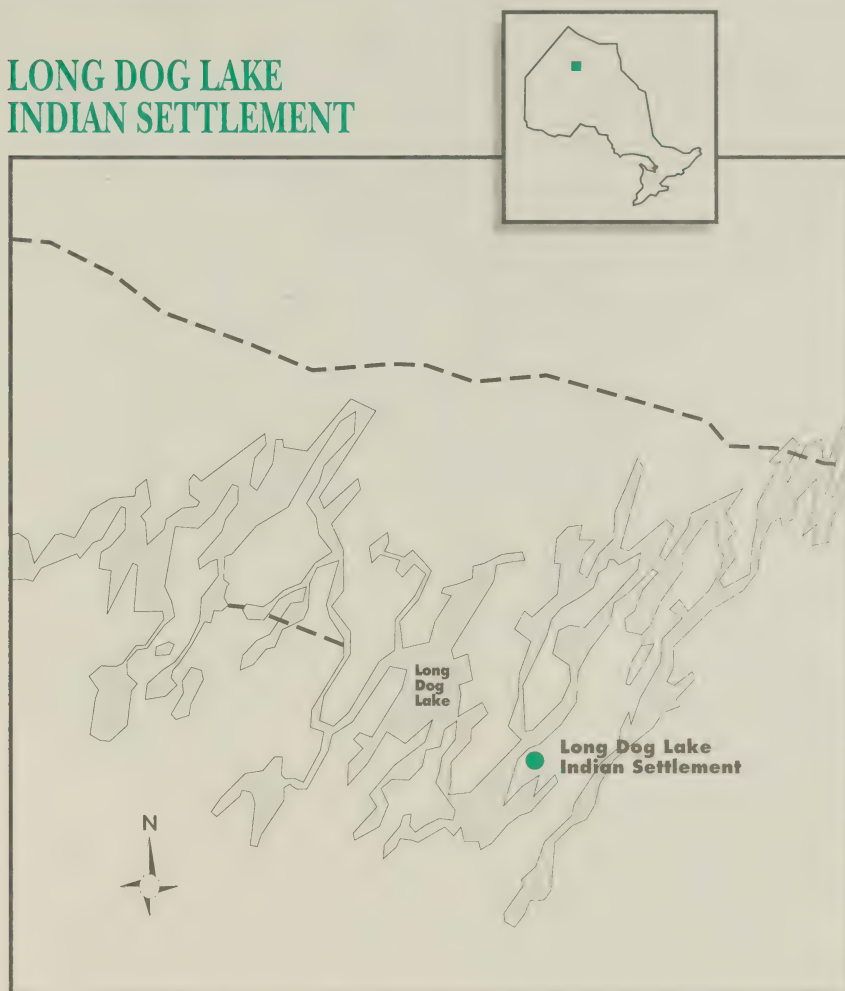 LONG DOG LAKE
INDIAN SETTLEMENT
Long
Dog
Lake
Long Dog Lake
Indian Settlement
N